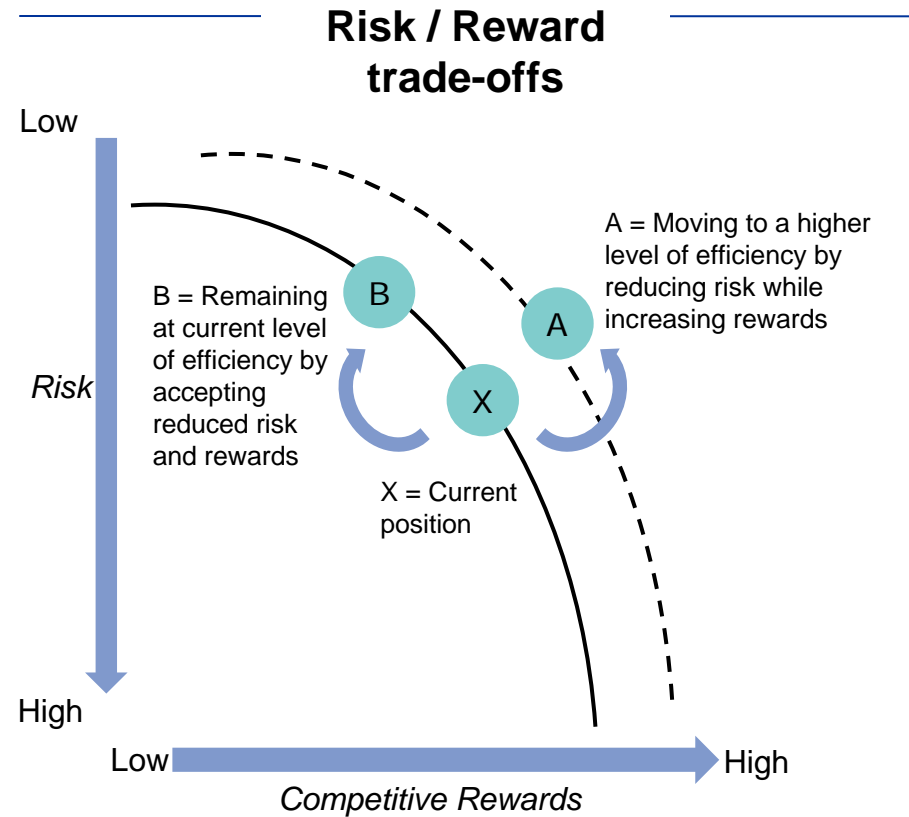 Risk / Reward
trade-offs
Low
A = Moving to a higher
level of efficiency by
reducing risk while
increasing rewards
B
A
B = Remaining
at current level
of efficiency by
accepting
reduced risk
and rewards
Risk
X
X = Current
position
High
Low
High
Competitive Rewards